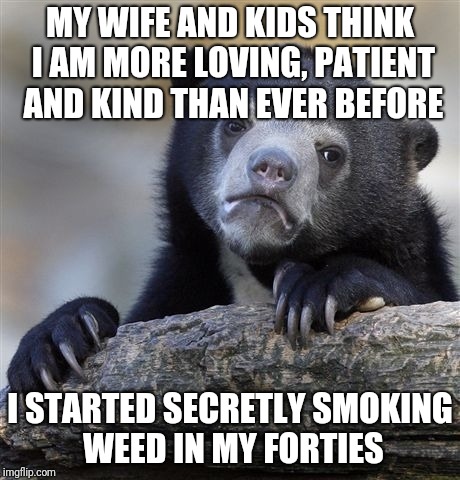 MY WIFE AND KIDS THINK
I AM MORE LOVING, PATIENT
AND KIND THAN EVER BEFORE
I STARTED SECRETLY SMOKING
WEED IN MY FORTIES
imgflip.com